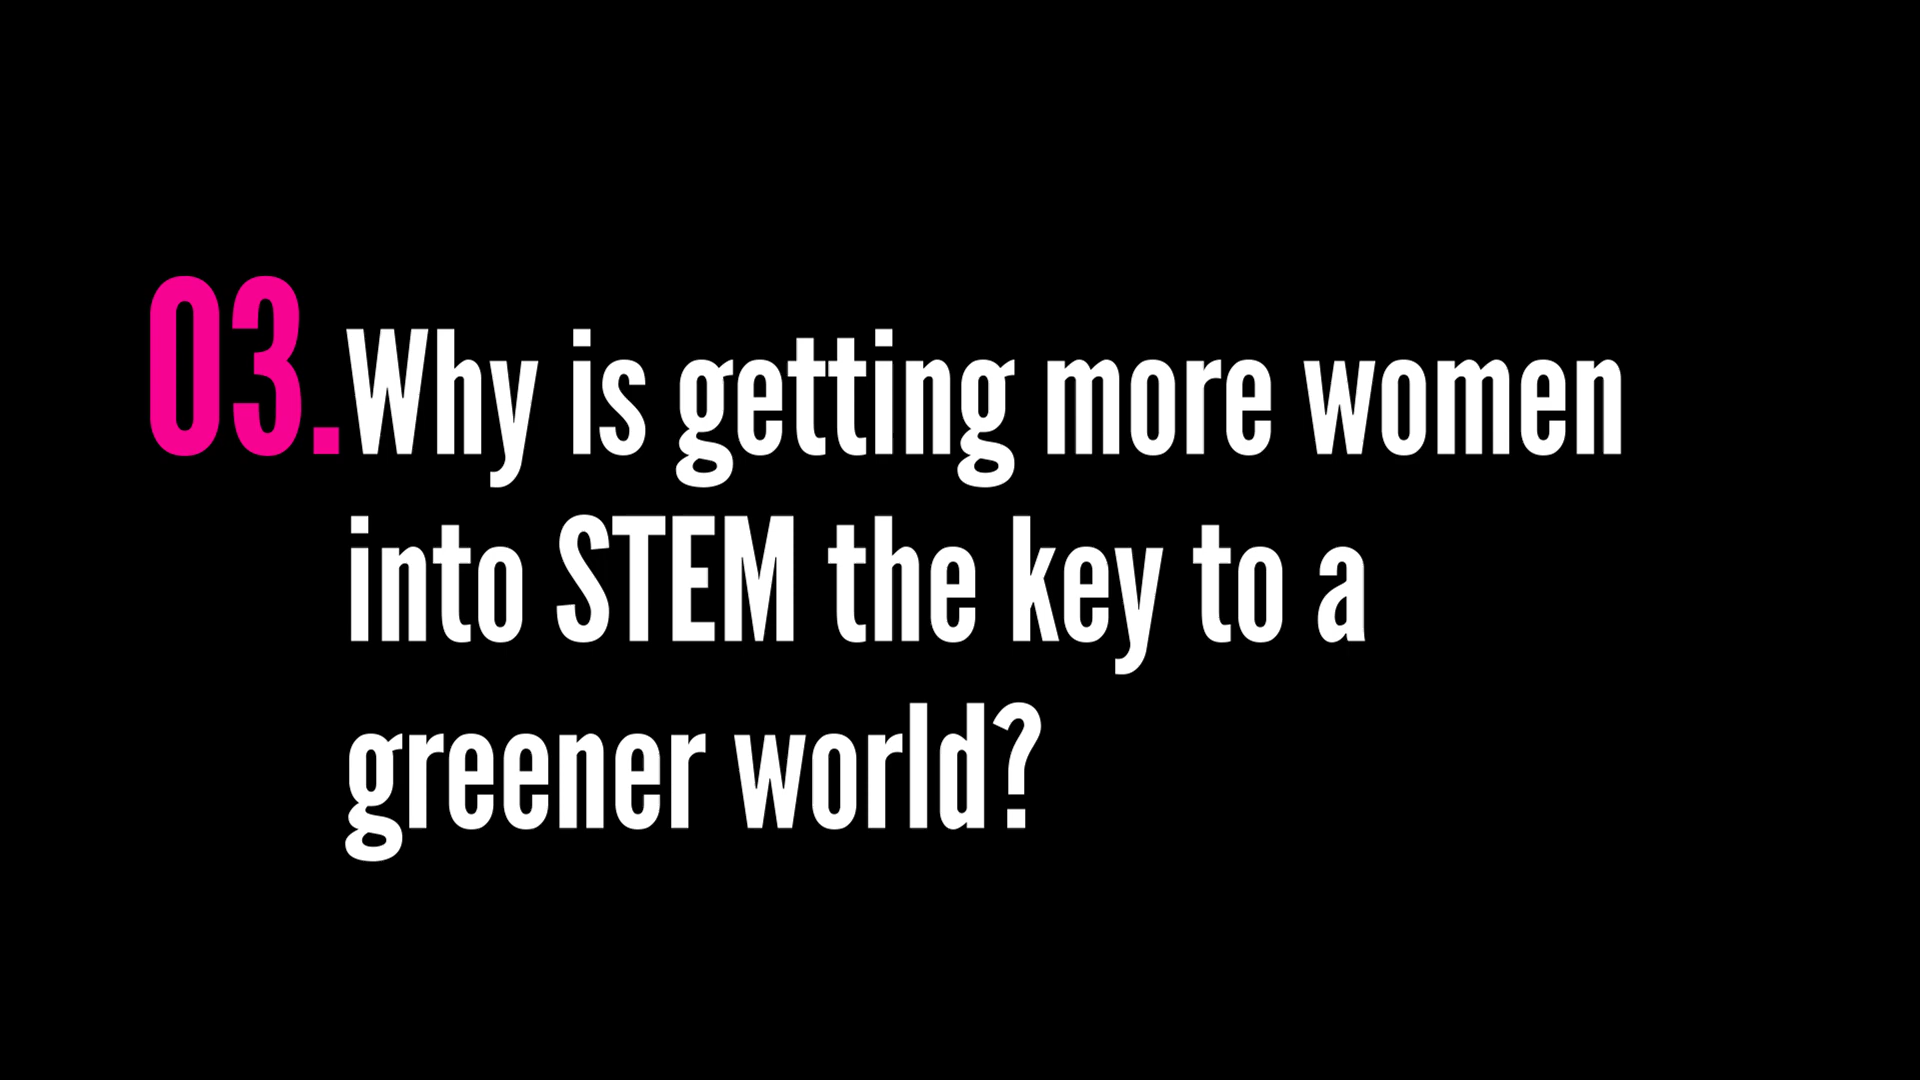 03. Why is getting more women
into STEM the key to a
greener world?